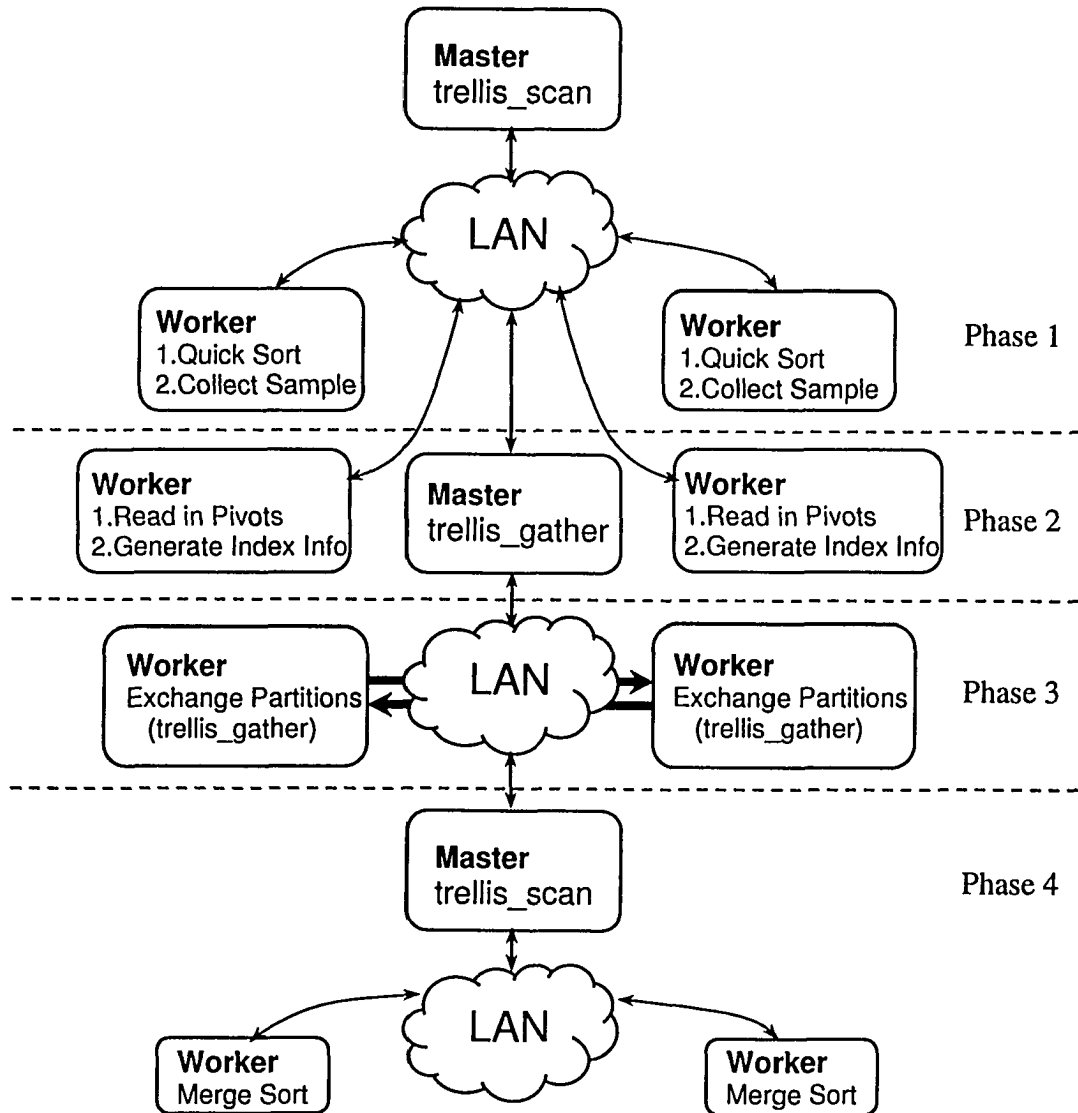 Master
trellis_scan
LAN
Worker
1.Quick Sort
2.Collect Sample
Worker
1.Quick Sort
2.Collect Sample
Phase 1
Worker
1.Read in Pivots
2.Generate Index Info
Master
trellis_gather
Worker
1.Read in Pivots
2.Generate Index Info
Phase 2
Worker
Exchange Partitions
(trellis_gather)
LAN
Worker
Exchange Partitions
(trellis_gather)
Phase 3
Master
trellis_scan
Phase 4
LAN
Worker
Merge Sort
Worker
Merge Sort